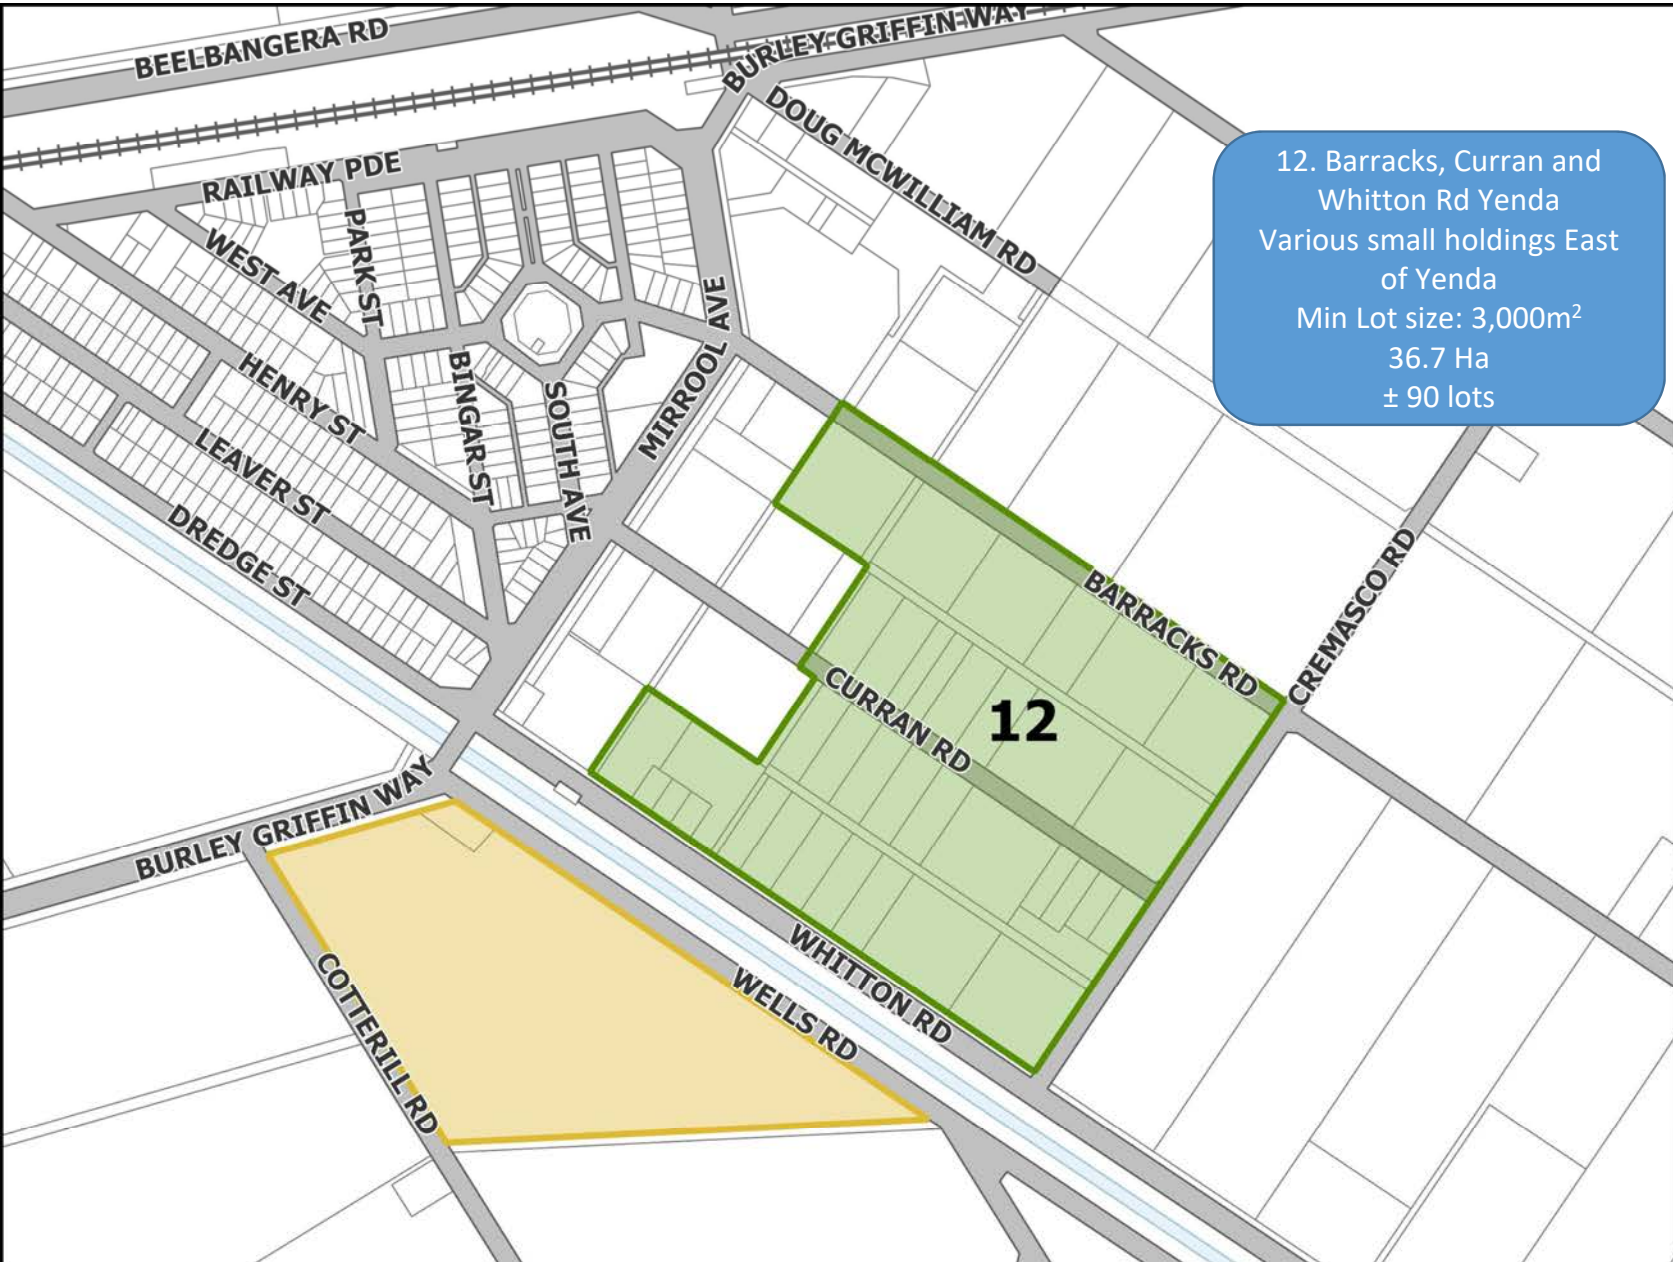 BEELBANGERA RD
BURLEY GRIFFIN WAY
DOUG MCWILLIAM RD
RAILWAY PDE
PARK ST
WEST AVE
HENRY ST
LEAVER ST
DREDGE ST
BINGAR ST
SOUTH AVE
MIRROOL AVE
12. Barracks, Curran and
Whitton Rd Yenda
Various small holdings East
of Yenda
Min Lot size: 3,000m²
36.7 Ha
± 90 lots
CREMASCO RD
BARRACKS RD
12
CURRAN RD
BURLEY GRIFFIN WAY
COTTERILL RD
WELLS RD
WHITTON RD